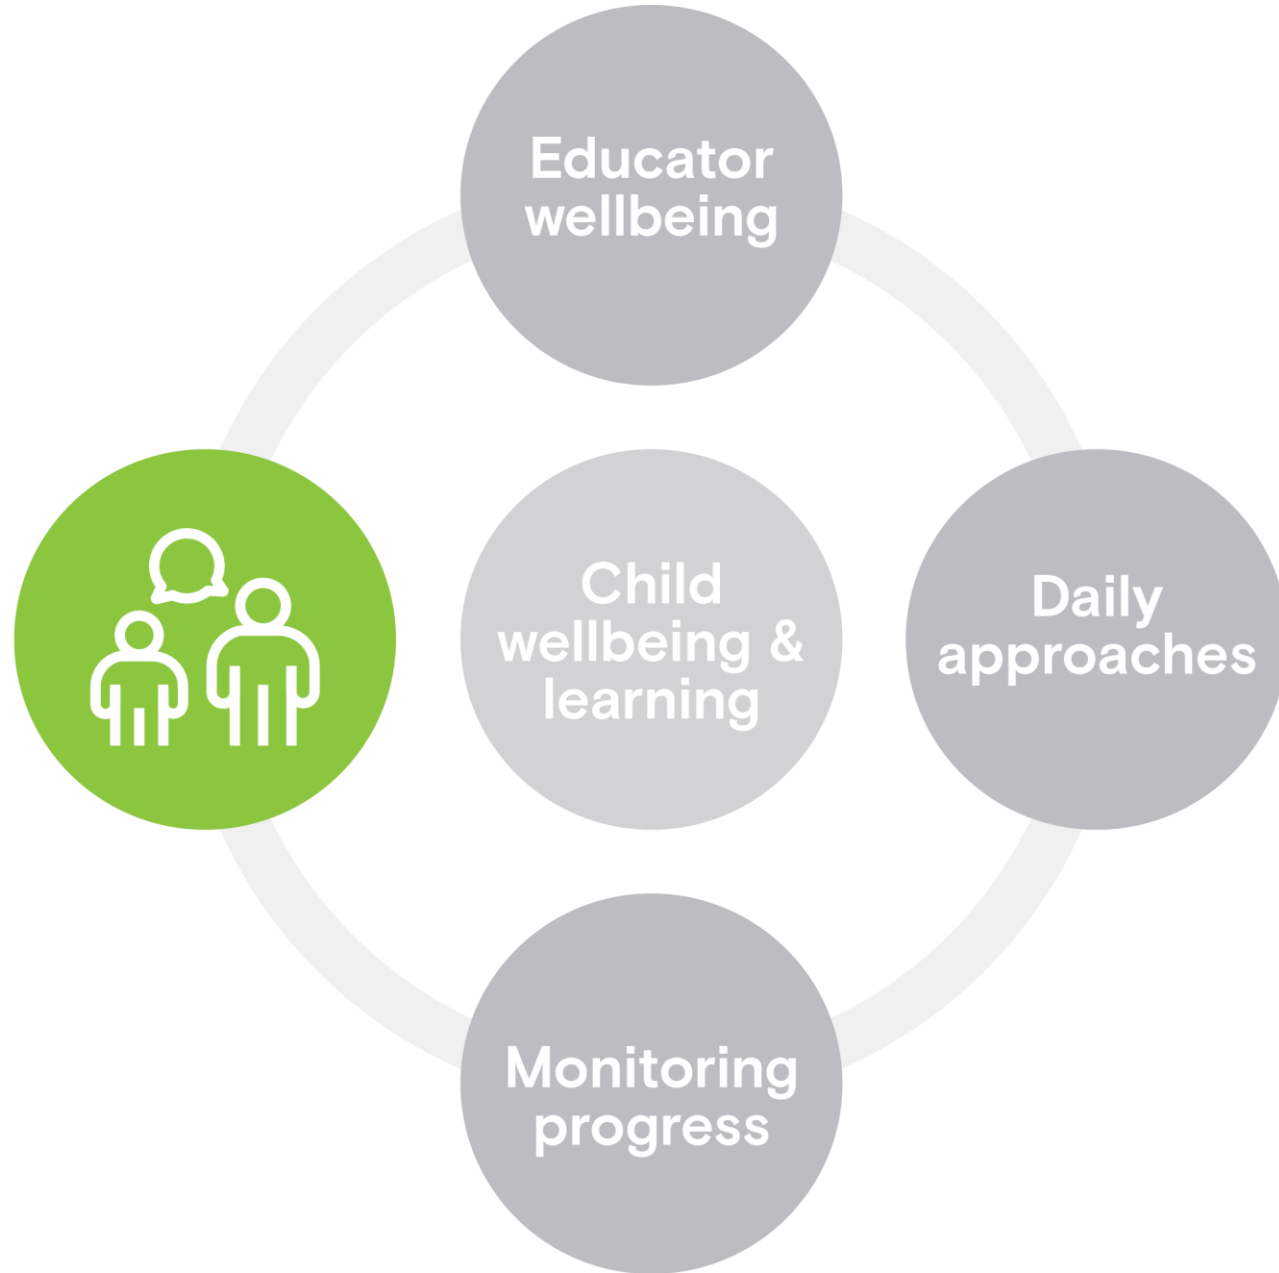 Educator
wellbeing
Child
wellbeing &
learning
Daily
approaches
Monitoring
progress